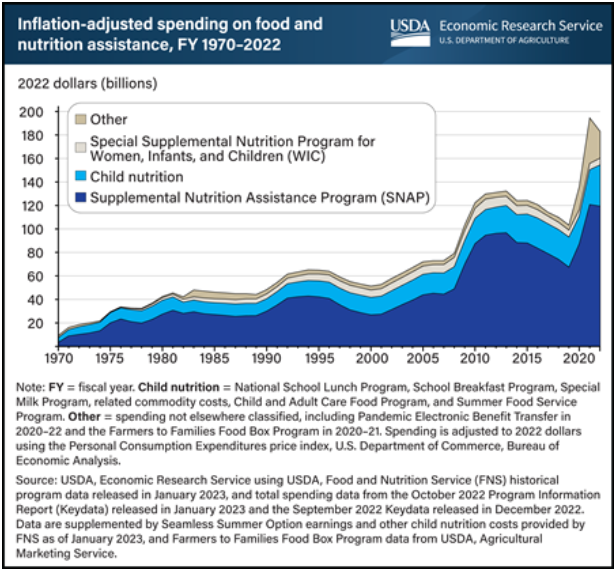 Inflation-adjusted spending on food and
nutrition assistance, FY 1970–2022
USDA Economic Research Service
U.S. DEPARTMENT OF AGRICULTURE
2022 dollars (billions)
200
180
160
140
120
100
80
60
40
20
Other
Special Supplemental Nutrition Program for
Women, Infants, and Children (WIC)
Child nutrition
Supplemental Nutrition Assistance Program (SNAP)
1970 1975 1980 1985 1990 1995 2000 2005 2010 2015 2020
Note: FY = fiscal year. Child nutrition = National School Lunch Program, School Breakfast Program, Special
Milk Program, related commodity costs, Child and Adult Care Food Program, and Summer Food Service
Program. Other = spending not elsewhere classified, including Pandemic Electronic Benefit Transfer in
2020–22 and the Farmers to Families Food Box Program in 2020–21. Spending is adjusted to 2022 dollars
using the Personal Consumption Expenditures price index, U.S. Department of Commerce, Bureau of
Economic Analysis.
Source: USDA, Economic Research Service using USDA, Food and Nutrition Service (FNS) historical
program data released in January 2023, and total spending data from the October 2022 Program Information
Report (Keydata) released in January 2023 and the September 2022 Keydata released in December 2022.
Data are supplemented by Seamless Summer Option earnings and other child nutrition costs provided by
FNS as of January 2023, and Farmers to Families Food Box Program data from USDA, Agricultural
Marketing Service.